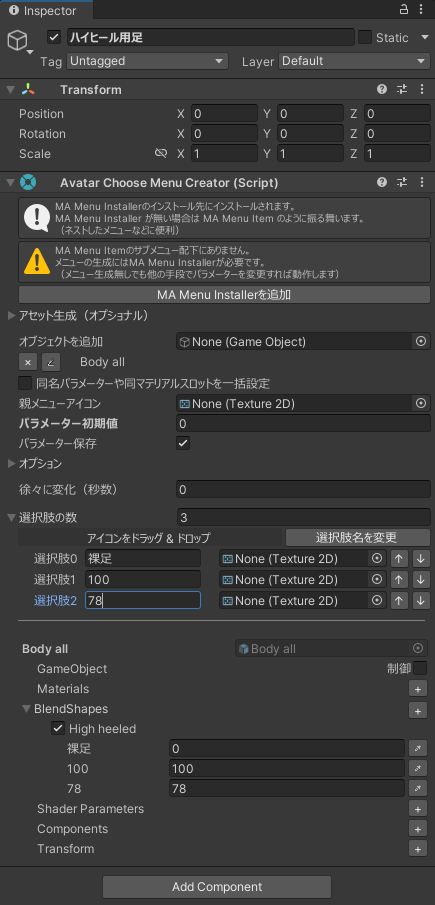 Inspector
ハイヒール用足
Static
Tag Untagged Layer Default
Transform
Position X 0 Y 0 Z 0
Rotation X 0 Y 0 Z 0
Scale X 1 Y 1 Z 1
Avatar Choose Menu Creator (Script)
MA Menu Installerのインストール先にインストールされます。
MA Menu Installer が無い場合は MA Menu Item のように振る舞います。
（ネストしたメニューなどに便利）
MA Menu Itemのサブメニュー配下にありません。
メニューの生成にはMA Menu Installerが必要です。
（メニュー生成無しでも他の手段でパラメーターを変更すれば動作します）
MA Menu Installerを追加
アセット生成（オプショナル）
オブジェクトを追加 None (Game Object)
× ∠ Body all
同名パラメーターや同マテリアルスロットを一括設定
親メニューアイコン None (Texture 2D)
パラメーター初期値 0
パラメーター保存
オプション
徐々に変化（秒数） 0
選択肢の数 3
アイコンをドラッグ & ドロップ 選択肢名を変更
選択肢0 裸足 None (Texture 2D) ↑ ↓
選択肢1 100 None (Texture 2D) ↑ ↓
選択肢2 78 None (Texture 2D) ↑ ↓
Body all Body all
GameObject 制御
Materials +
BlendShapes +
High heeled
裸足 0
100 100
78 78
Shader Parameters +
Components +
Transform +
Add Component